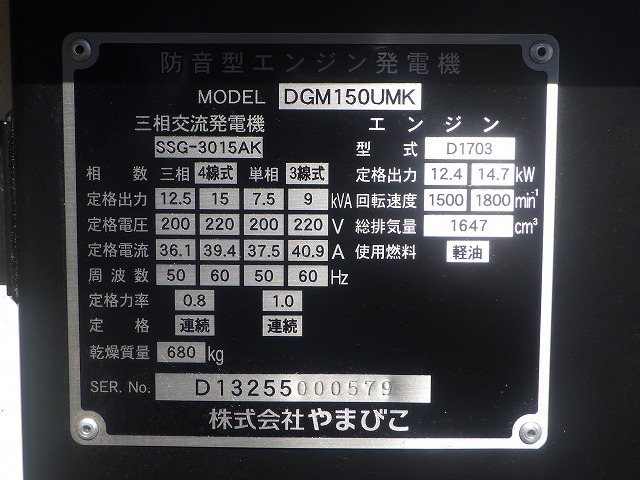 防音型エンジン発電機
MODEL DGM150UMK
三相交流発電機
SSG-3015AK
相数 三相 4線式 単相 3線式
定格出力 12.5 15 7.5 9 kVA
定格電圧 200 220 200 220 V
定格電流 36.1 39.4 37.5 40.9 A
周波数 50 60 50 60 Hz
定格力率 0.8 1.0
定格 連続 連続
乾燥質量 680 kg
エンジン
型式 D1703
定格出力 12.4 14.7 kW
回転速度 1500 1800 min⁻¹
総排気量 1647 cm³
使用燃料 軽油
SER. No. D13255000579
株式会社やまびこ